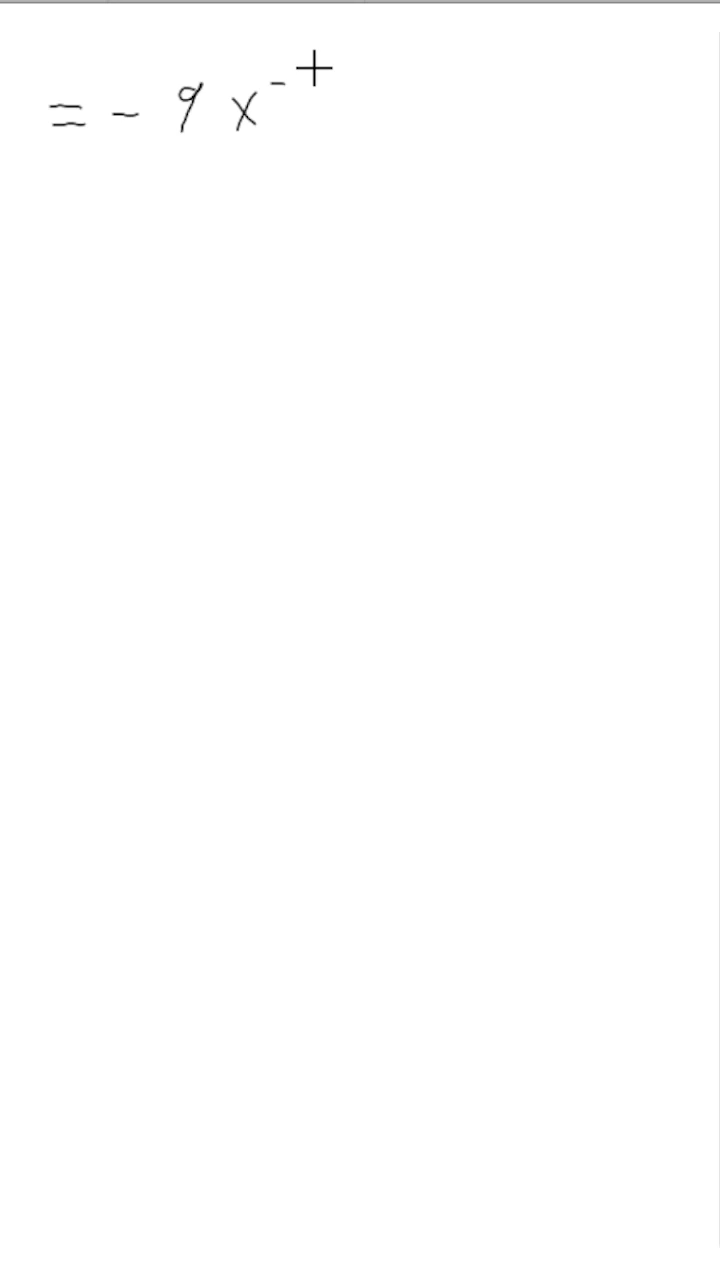 = - 9 x⁻